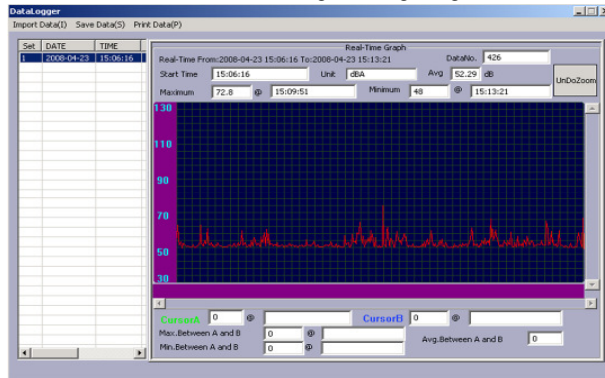 DataLogger
Import Data(I) Save Data(S) Print Data(P)
Set DATE TIME
1 2008-04-23 15:06:16
Real-Time Graph
Real-Time From:2008-04-23 15:06:16 To:2008-04-23 15:13:21 DataNo. 426
Start Time 15:06:16 Unit dBA Avg 52.29 dB
UnDoZoom
Maximum 72.8 @ 15:09:51 Minimum 48 @ 15:13:21
130
110
90
70
50
30
CursorA 0 @ CursorB 0 @
Max.Between A and B 0 @
Avg.Between A and B 0
Min.Between A and B 0 @